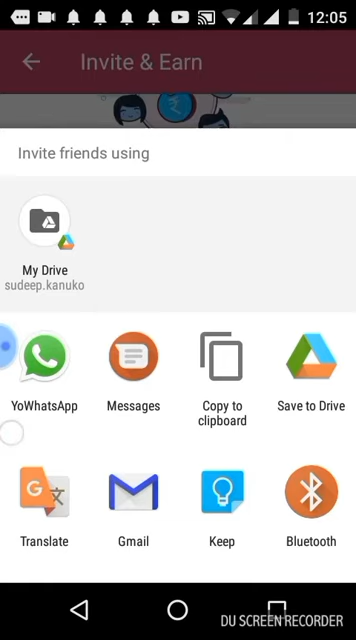 12:05
Invite & Earn
Invite friends using
My Drive
sudeep.kanuko
YoWhatsApp
Messages
Copy to
clipboard
Save to Drive
Translate
Gmail
Keep
Bluetooth
DU SCREEN RECORDER